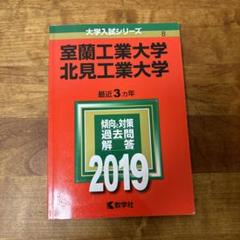 大学入試シリーズ
8
室蘭工業大学
北見工業大学
最近3カ年
傾向と対策
過去問
解答
2019
教学社